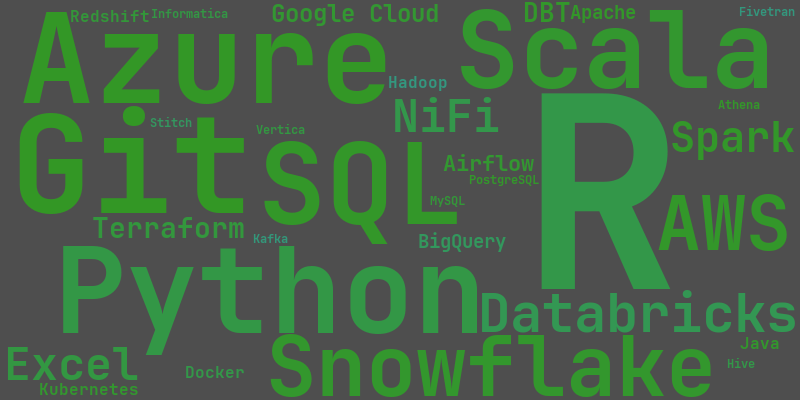 Redshift
Informatica
Google Cloud
DBT
Apache
Fivetran
Azure
Scala
Hadoop
NiFi
R
Athena
Git
Stitch
Vertica
SQL
Spark
Airflow
PostgreSQL
MySQL
AWS
Terraform
Kafka
BigQuery
Python
Databricks
Snowflake
Java
Excel
Hive
Docker
Kubernetes